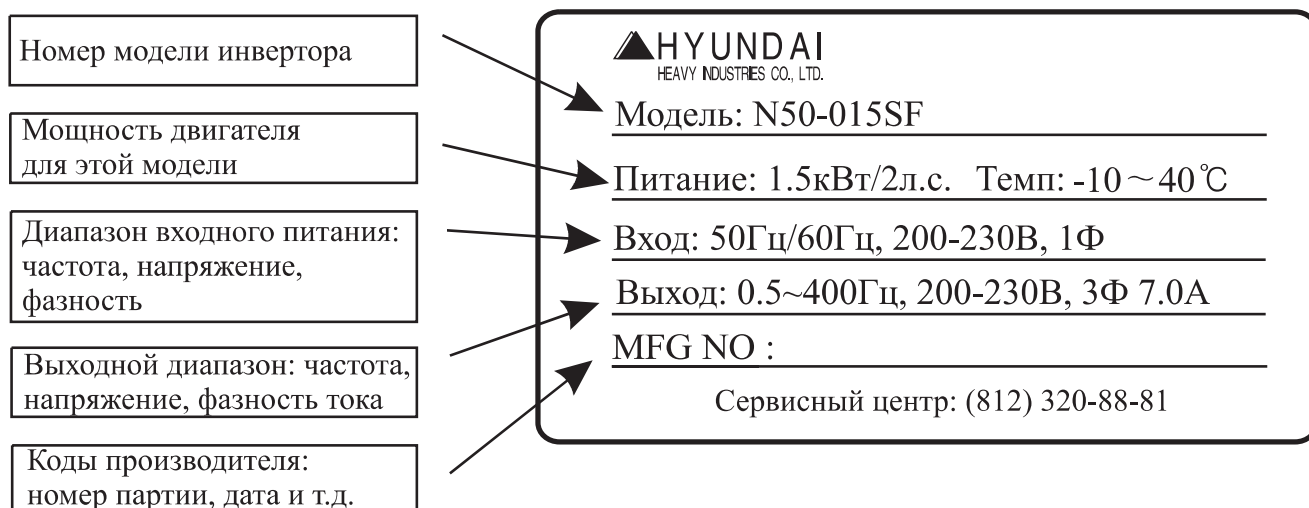 Номер модели инвертора
Мощность двигателя
для этой модели
Диапазон входного питания:
частота, напряжение,
фазность
Выходной диапазон: частота,
напряжение, фазность тока
Коды производителя:
номер партии, дата и т.д.
HYUNDAI
HEAVY INDUSTRIES CO., LTD.
Модель: N50-015SF
Питание: 1.5кВт/2л.с. Темп: -10～40℃
Вход: 50Гц/60Гц, 200-230В, 1Ф
Выход: 0.5~400Гц, 200-230В, 3Ф 7.0А
MFG NO :
Сервисный центр: (812) 320-88-81